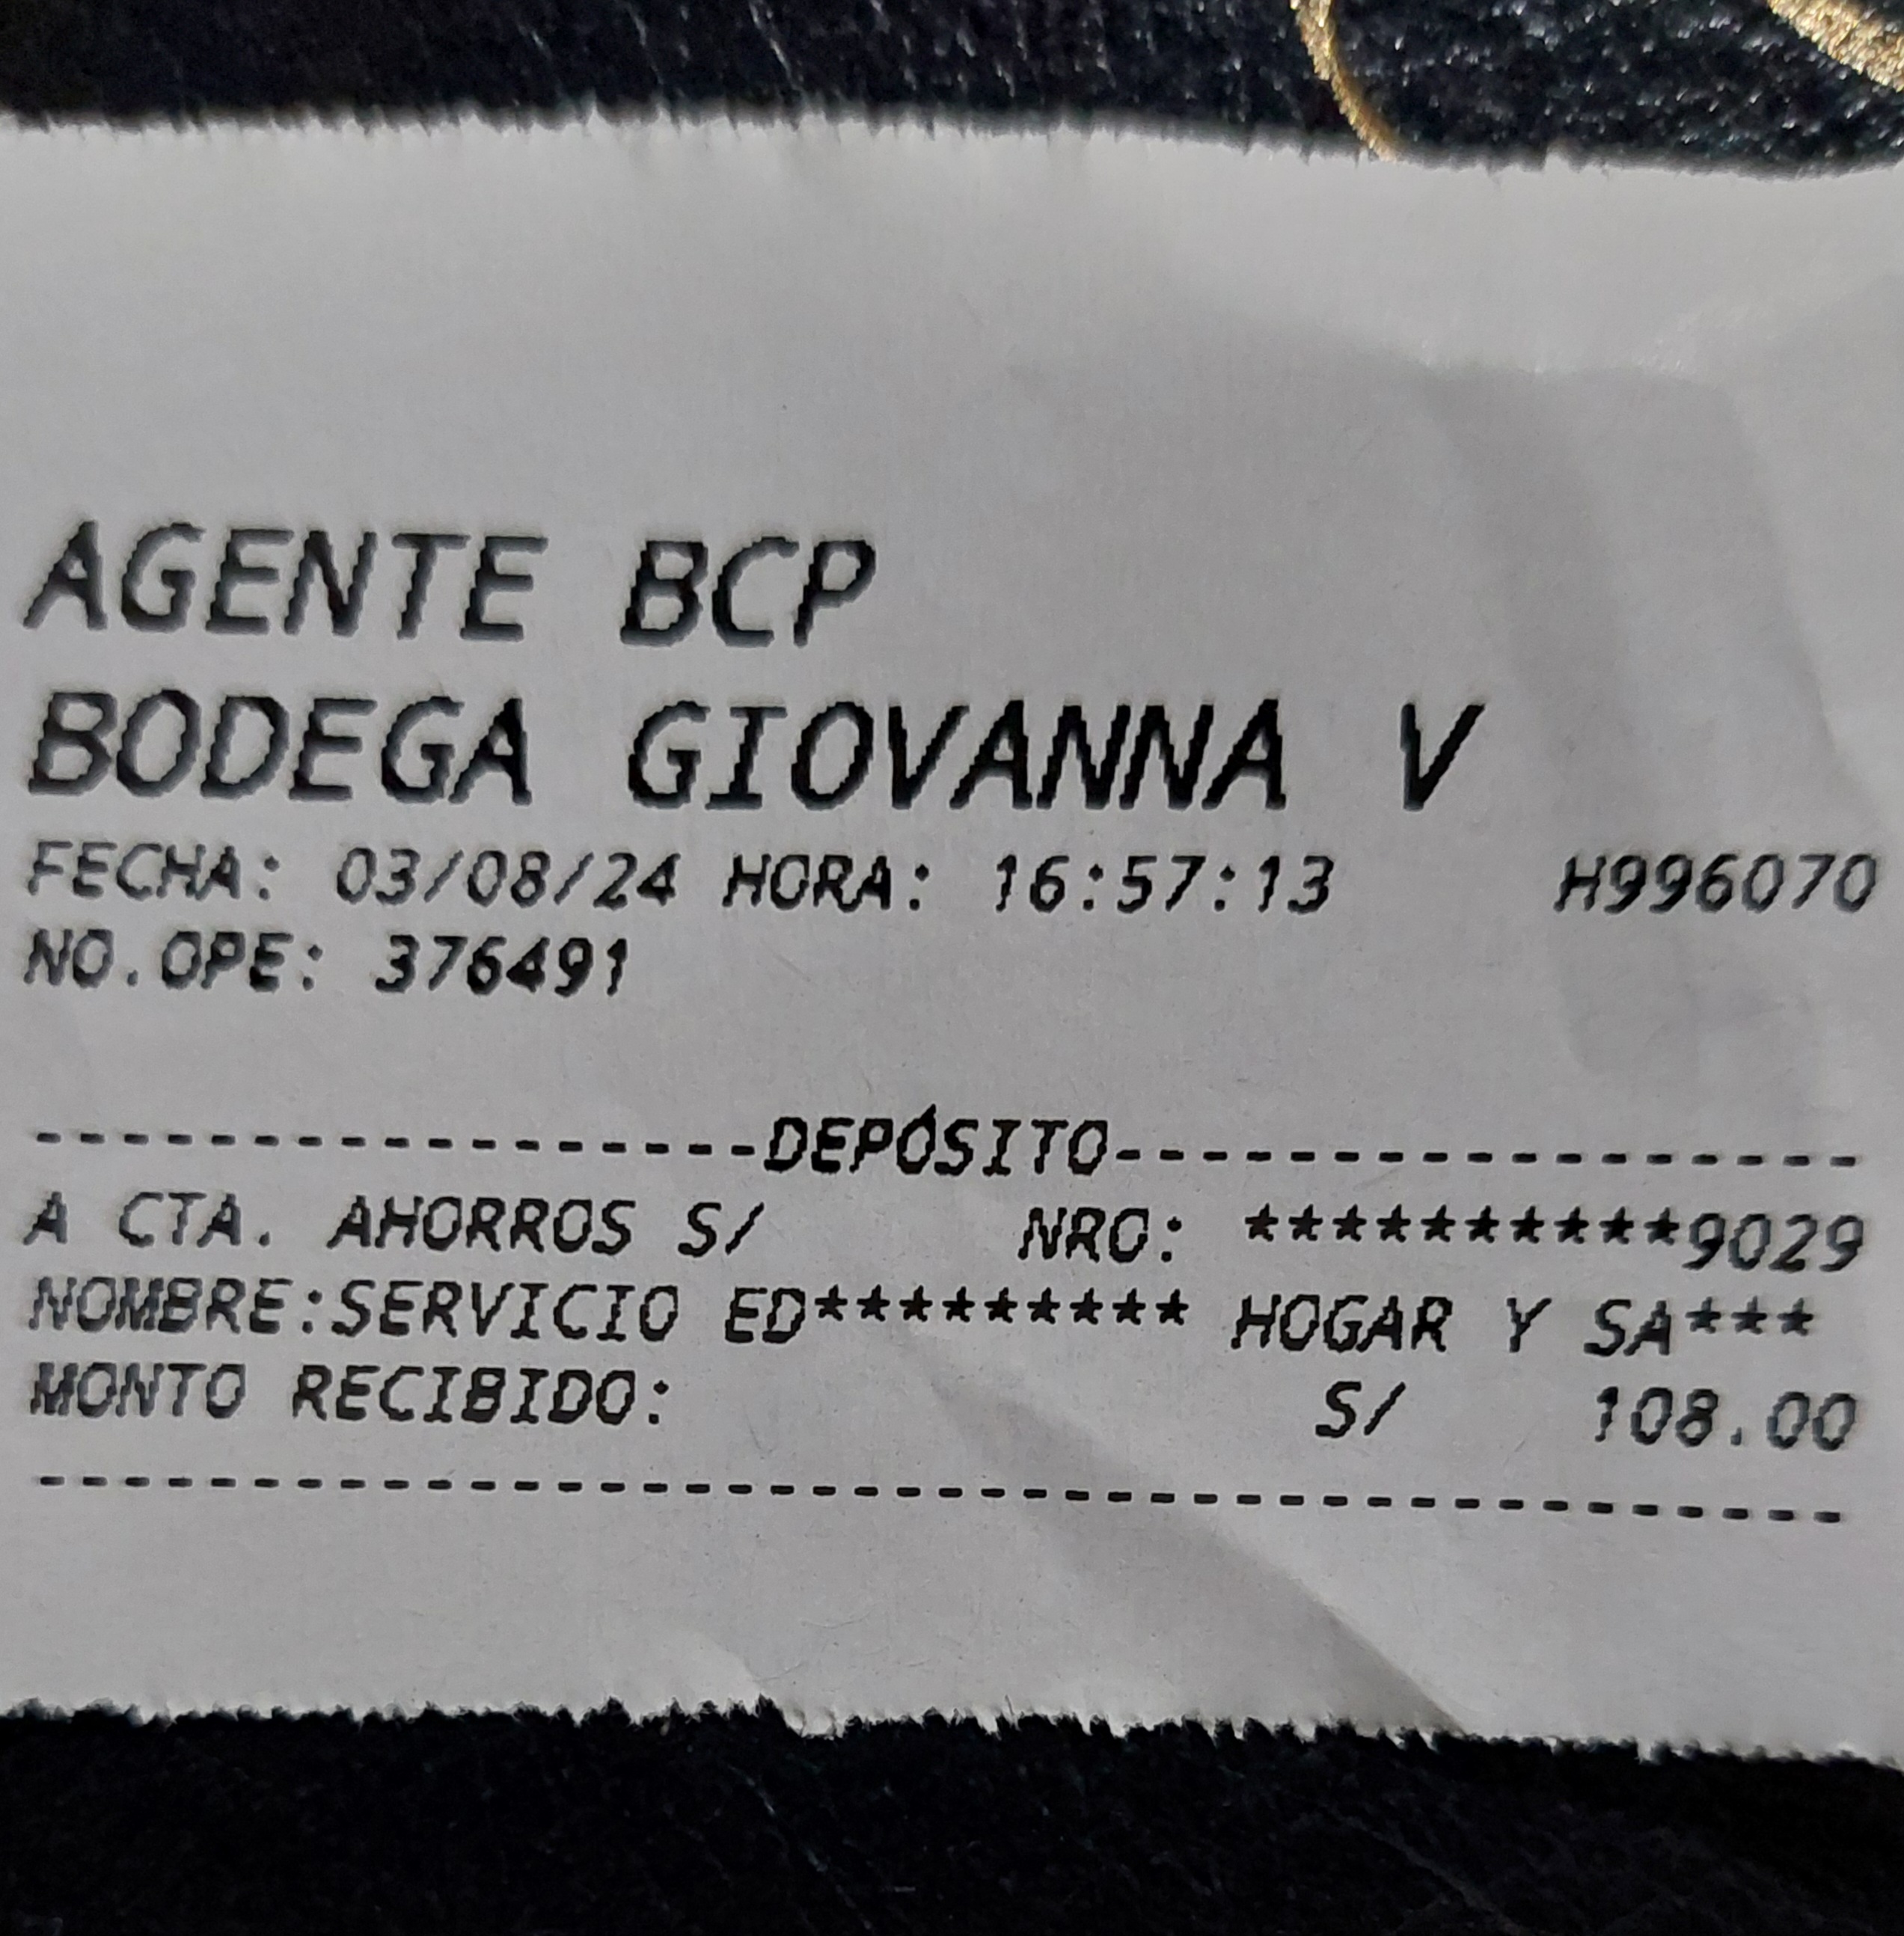 AGENTE BCP
BODEGA GIOVANNA V
FECHA: 03/08/24 HORA: 16:57:13 H996070
NO.OPE: 376491
------------------DEPÓSITO------------------
A CTA. AHORROS S/ NRO: **********9029
NOMBRE:SERVICIO ED********* HOGAR Y SA***
MONTO RECIBIDO: S/ 108.00
-------------------------------------------